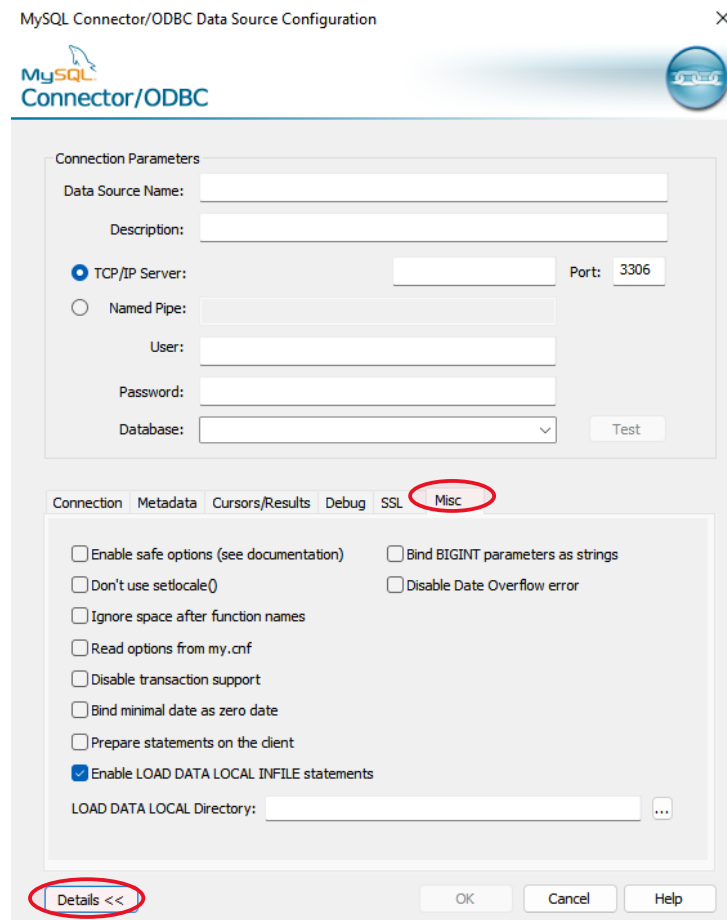 MySQL Connector/ODBC Data Source Configuration
MySQL
Connector/ODBC
Connection Parameters
Data Source Name:
Description:
TCP/IP Server:
Port: 3306
Named Pipe:
User:
Password:
Database:
Test
Connection Metadata Cursors/Results Debug SSL Misc
Enable safe options (see documentation)
Bind BIGINT parameters as strings
Don't use setlocale()
Disable Date Overflow error
Ignore space after function names
Read options from my.cnf
Disable transaction support
Bind minimal date as zero date
Prepare statements on the client
Enable LOAD DATA LOCAL INFILE statements
LOAD DATA LOCAL Directory:
...
Details <<
OK
Cancel
Help